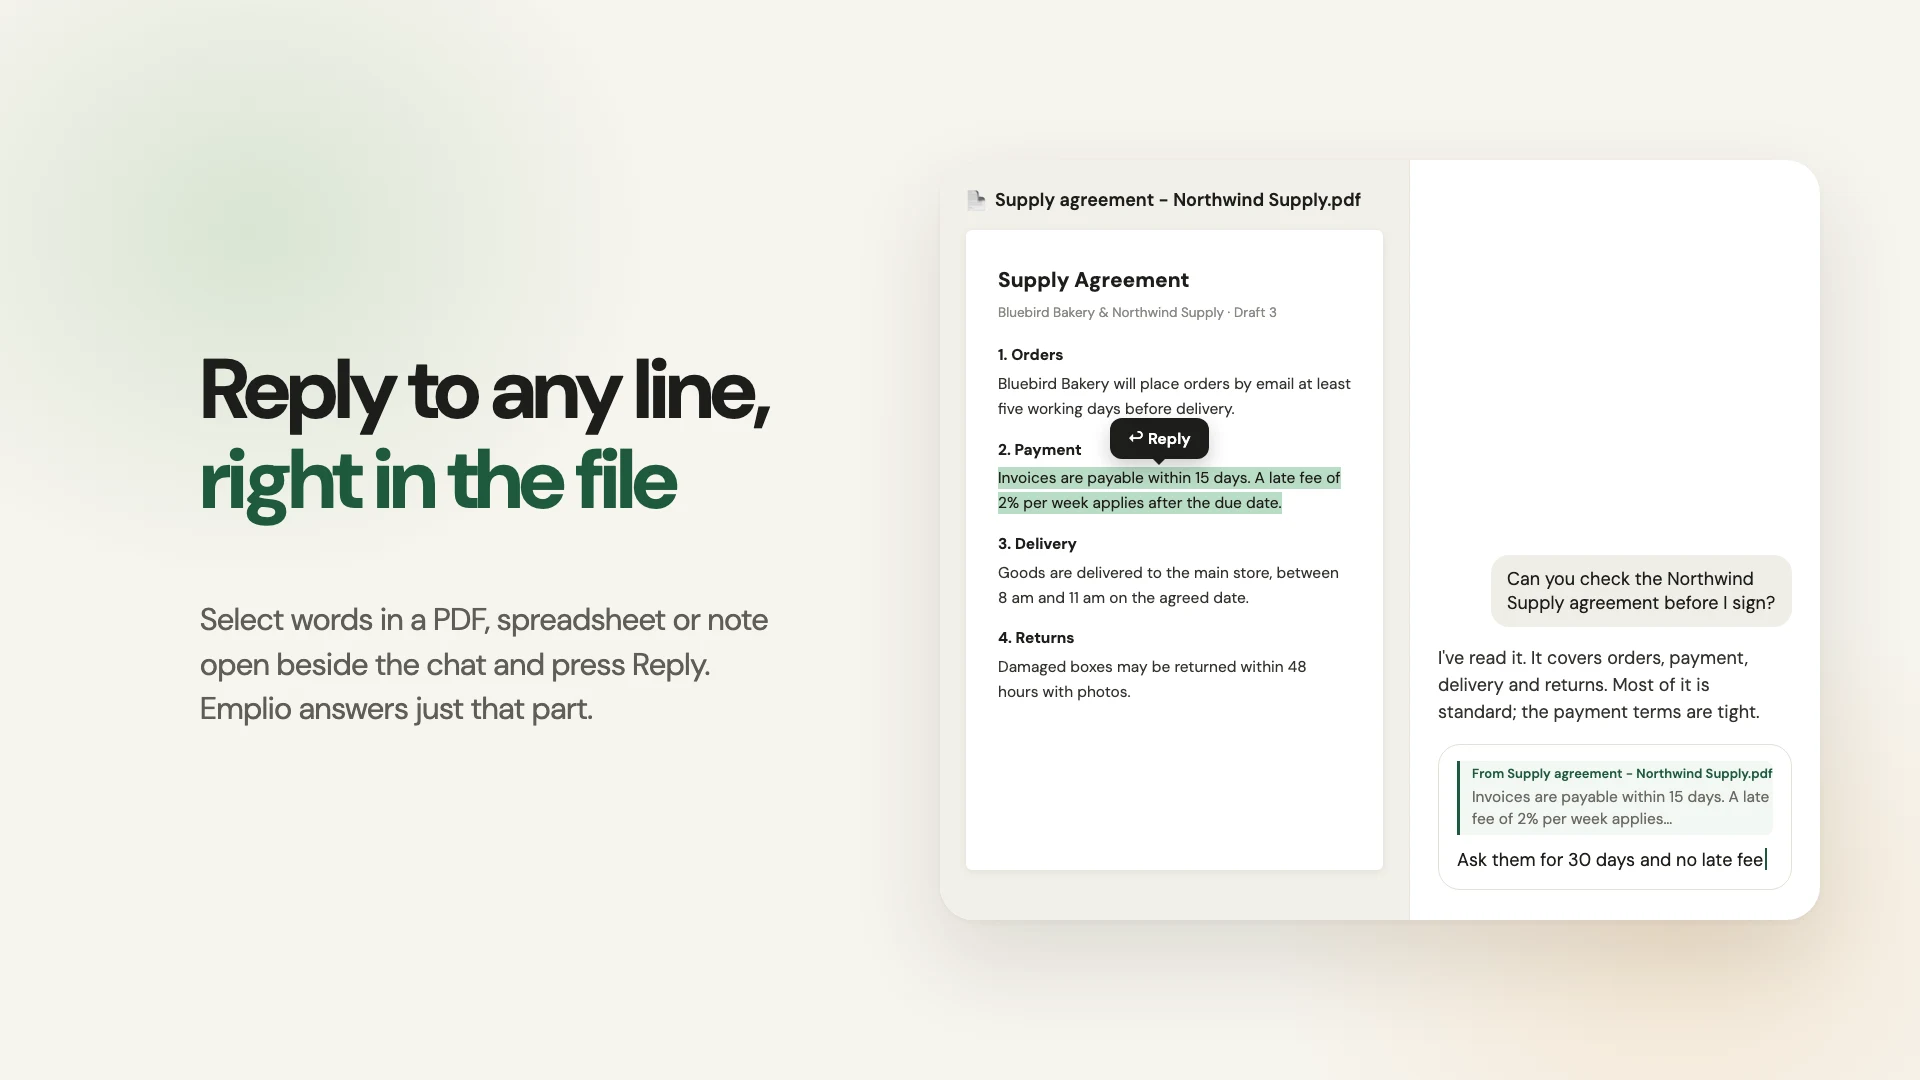 Reply to any line,
right in the file
Select words in a PDF, spreadsheet or note
open beside the chat and press Reply.
Emplio answers just that part.
Supply agreement - Northwind Supply.pdf
Supply Agreement
Bluebird Bakery & Northwind Supply · Draft 3
1. Orders
Bluebird Bakery will place orders by email at least
five working days before delivery.
↩ Reply
2. Payment
Invoices are payable within 15 days. A late fee of
2% per week applies after the due date.
3. Delivery
Goods are delivered to the main store, between
8 am and 11 am on the agreed date.
4. Returns
Damaged boxes may be returned within 48
hours with photos.
Can you check the Northwind
Supply agreement before I sign?
I've read it. It covers orders, payment,
delivery and returns. Most of it is
standard; the payment terms are tight.
From Supply agreement - Northwind Supply.pdf
Invoices are payable within 15 days. A late
fee of 2% per week applies…
Ask them for 30 days and no late fee